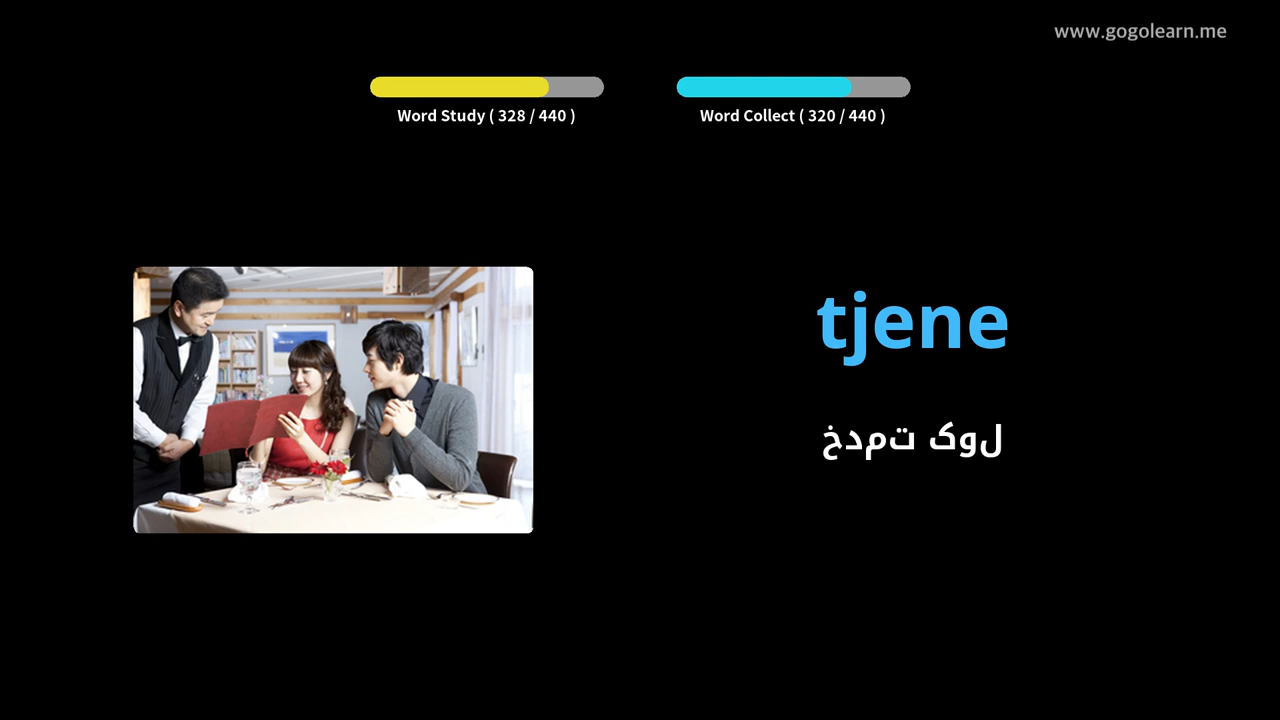 www.gogolearn.me
Word Study ( 328 / 440 )
Word Collect ( 320 / 440 )
tjene
خدمت کول